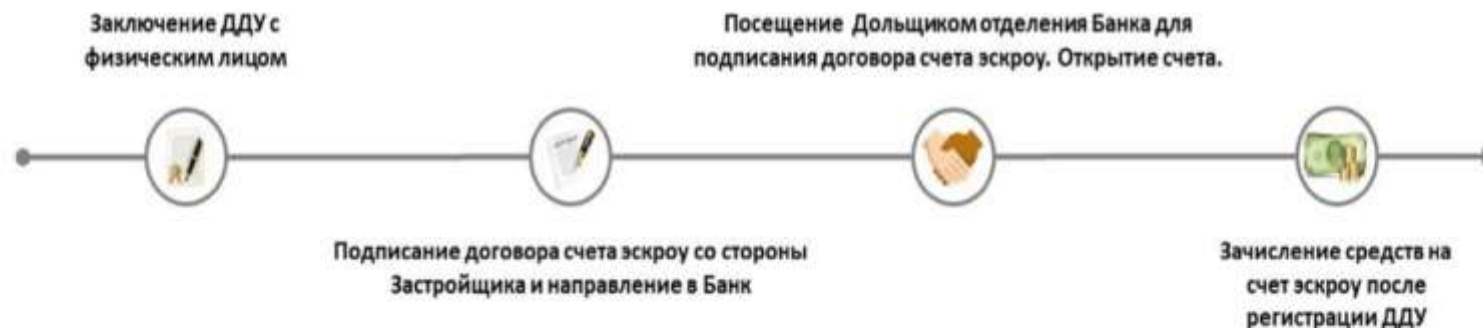 Заключение ДДУ с
физическим лицом
Подписание договора счета эскроу со стороны
Застройщика и направление в Банк
Посещение Дольщиком отделения Банка для
подписания договора счета эскроу. Открытие счета.
Зачисление средств на
счет эскроу после
регистрации ДДУ